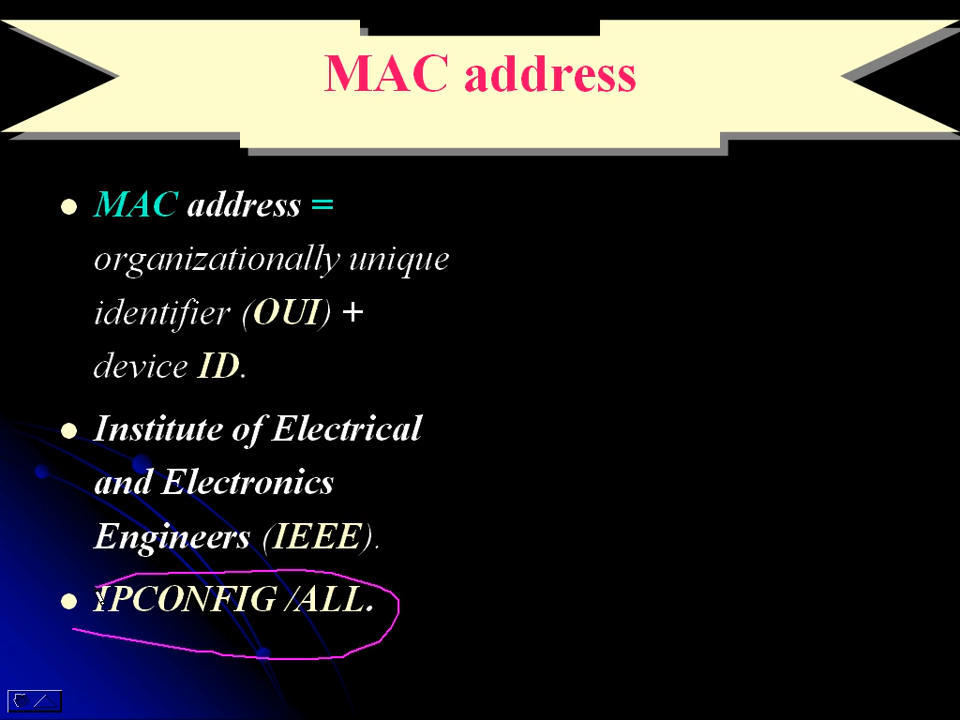 MAC address
MAC address =
organizationally unique
identifier (OUI) +
device ID.
Institute of Electrical
and Electronics
Engineers (IEEE).
IPCONFIG /ALL.